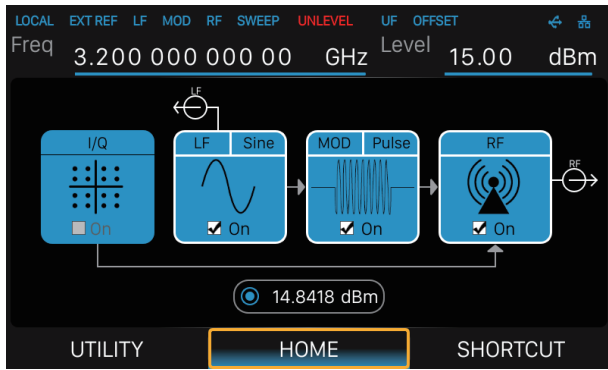 LOCAL EXT REF LF MOD RF SWEEP UNLEVEL UF OFFSET
Freq 3.200 000 000 00 GHz Level 15.00 dBm
LF
I/Q LF Sine MOD Pulse RF
RF
On On On On
14.8418 dBm
UTILITY HOME SHORTCUT